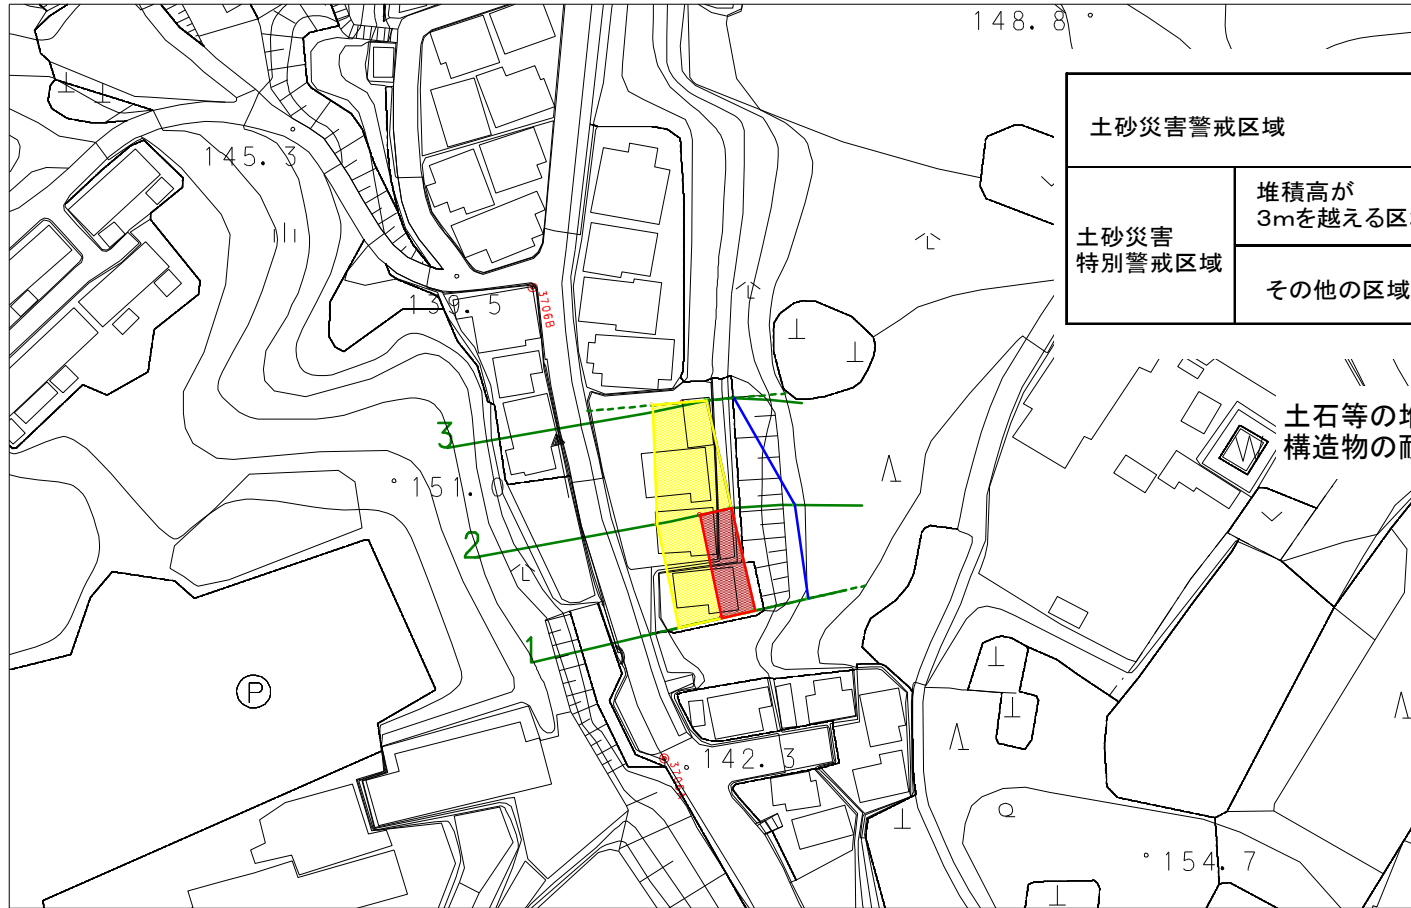 148.8
土砂災害警戒区域
145.3
堆積高が
3mを越える区
土砂災害
特別警戒区域
その他の区域
139.5
3706B
土石等の堆
構造物の耐
3
151.0
2
1
P
142.3
154.7